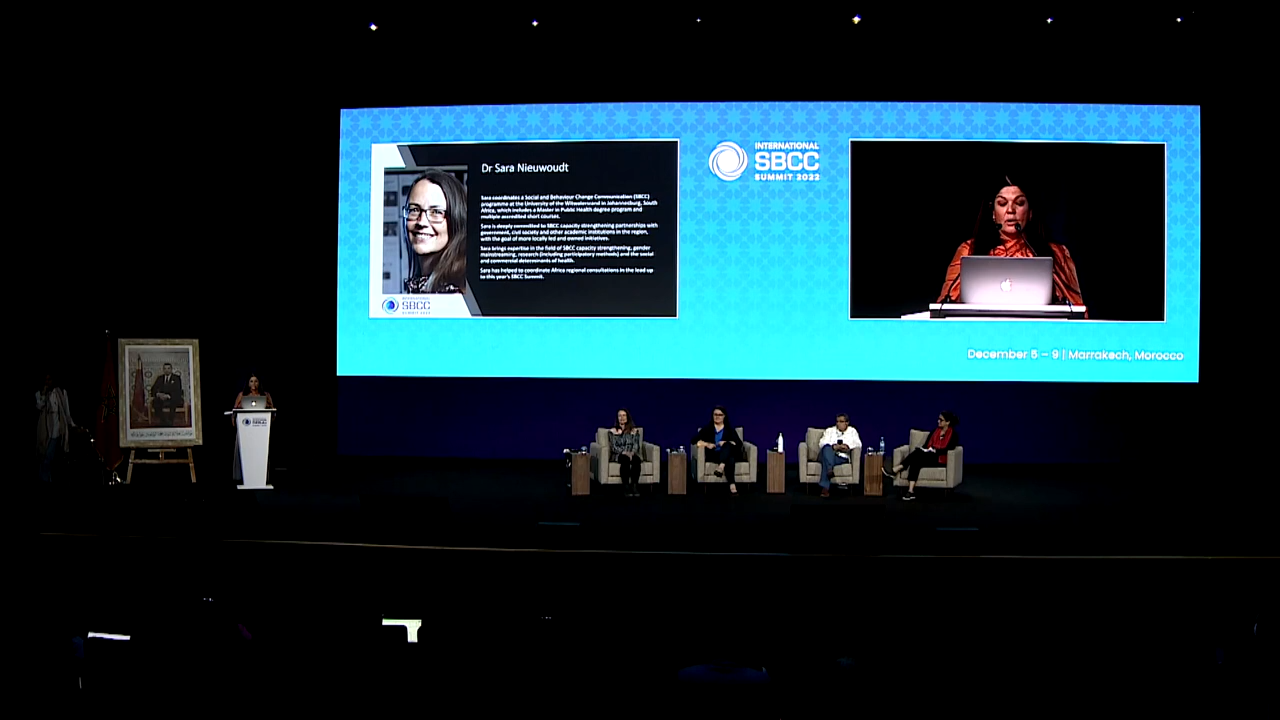 Dr Sara Nieuwoudt
Sara coordinates a Social and Behaviour Change Communication (SBCC)
programme at the University of the Witwatersrand in Johannesburg, South
Africa, which includes a Master in Public Health degree program and
multiple accredited short courses.
Sara is deeply committed to SBCC capacity strengthening partnerships with
government, civil society and other academic institutions in the region,
with the goal of more locally led and owned initiatives.
Sara brings expertise in the field of SBCC capacity strengthening, gender
mainstreaming, research (including participatory methods) and the social
and commercial determinants of health.
Sara has helped to coordinate Africa regional consultations in the lead up
to this year's SBCC Summit.
INTERNATIONAL
SBCC
SUMMIT 2022
INTERNATIONAL
SBCC
SUMMIT 2022
December 5 – 9 | Marrakech, Morocco